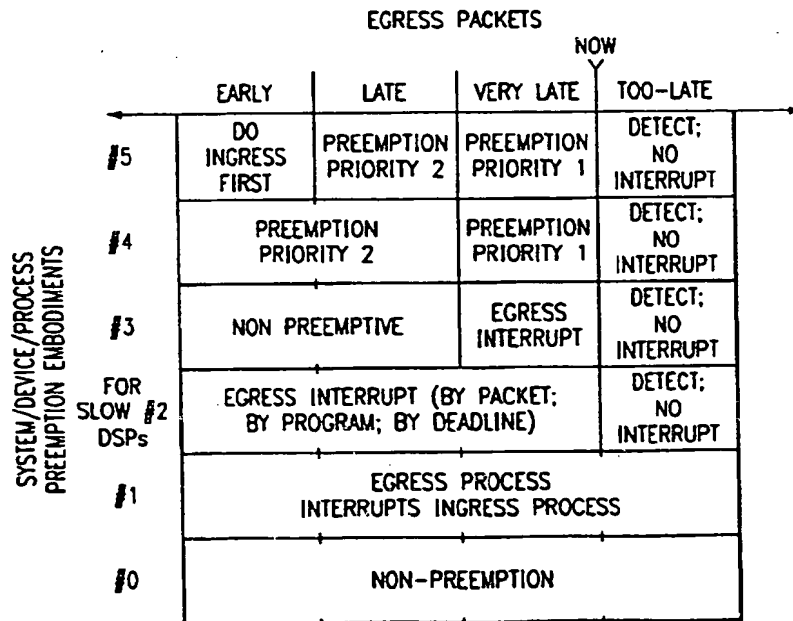 EGRESS PACKETS
NOW
EARLY LATE VERY LATE TOO-LATE
#5
DO
INGRESS
FIRST
PREEMPTION
PRIORITY 2
PREEMPTION
PRIORITY 1
DETECT;
NO
INTERRUPT
#4
PREEMPTION
PRIORITY 2
PREEMPTION
PRIORITY 1
DETECT;
NO
INTERRUPT
#3
NON PREEMPTIVE
EGRESS
INTERRUPT
DETECT;
NO
INTERRUPT
FOR
SLOW #2
DSPs
EGRESS INTERRUPT (BY PACKET;
BY PROGRAM; BY DEADLINE)
DETECT;
NO
INTERRUPT
#1
EGRESS PROCESS
INTERRUPTS INGRESS PROCESS
#0
NON-PREEMPTION
SYSTEM/DEVICE/PROCESS
PREEMPTION EMBODIMENTS